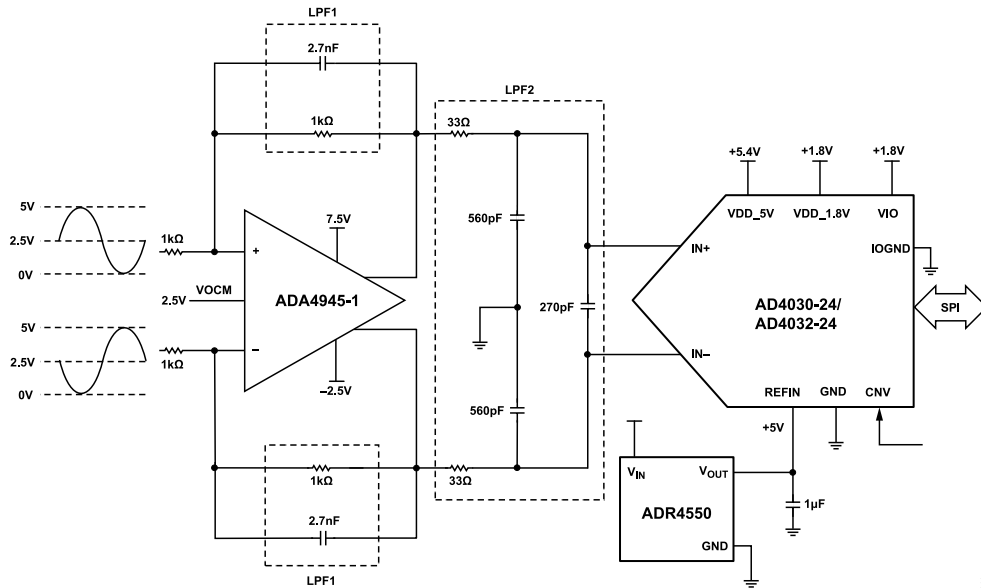 LPF1
2.7nF
1kΩ
LPF2
33Ω
+5.4V
+1.8V
+1.8V
VDD_5V
VDD_1.8V
VIO
5V
2.5V
0V
1kΩ
560pF
7.5V
+
IN+
IOGND
VOCM
2.5V
ADA4945-1
270pF
AD4030-24/
AD4032-24
SPI
5V
2.5V
0V
1kΩ
–
–2.5V
IN–
560pF
REFIN
GND
CNV
+5V
33Ω
1kΩ
2.7nF
LPF1
VIN
VOUT
ADR4550
GND
1µF